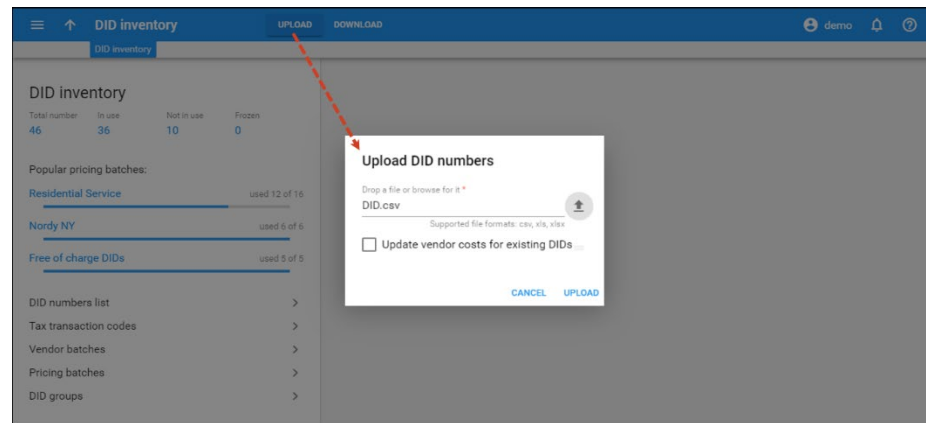 DID inventory UPLOAD DOWNLOAD demo
DID inventory
DID inventory
Total number In use Not in use Frozen
46 36 10 0
Popular pricing batches:
Residential Service used 12 of 16
Nordy NY used 6 of 6
Free of charge DIDs used 5 of 5
DID numbers list
Tax transaction codes
Vendor batches
Pricing batches
DID groups
Upload DID numbers
Drop a file or browse for it *
DID.csv
Supported file formats: csv, xls, xlsx
Update vendor costs for existing DIDs
CANCEL UPLOAD